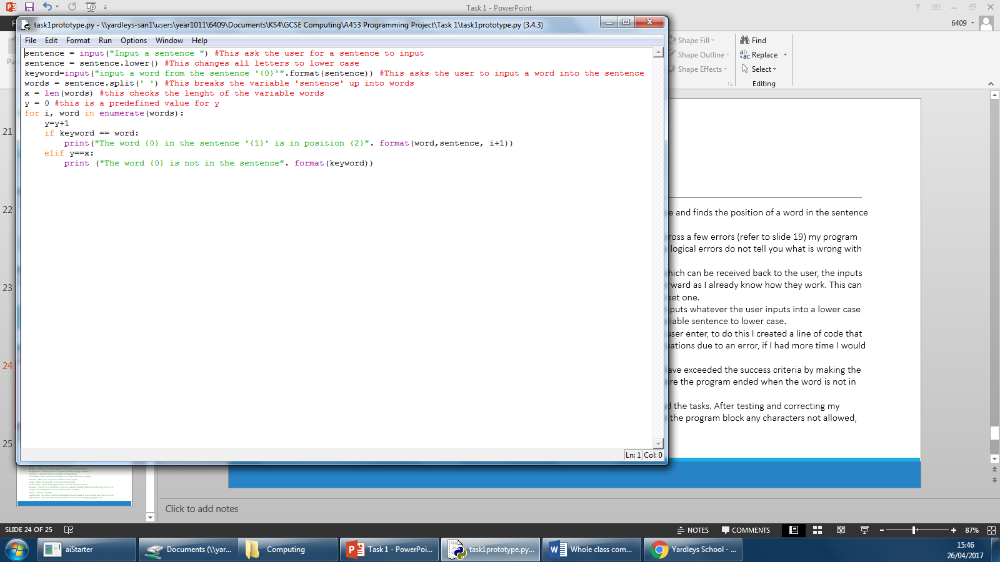 Task 1 - PowerPoint
6409
task1prototype.py - \\yardleys-san1\users\year1011\6409\Documents\KS4\GCSE Computing\A453 Programming Project\Task 1\task1prototype.py (3.4.3)
File Edit Format Run Options Window Help
sentence = input("Input a sentence ") #This ask the user for a sentence to input
sentence = sentence.lower() #This changes all letters to lower case
keyword=input("input a word from the sentence '{0}'".format(sentence)) #This asks the user to input a word into the sentence
words = sentence.split(' ') #This breaks the variable 'sentence' up into words
x = len(words) #this checks the lenght of the variable words
y = 0 #this is a predefined value for y
for i, word in enumerate(words):
    y=y+1
    if keyword == word:
        print("The word {0} in the sentence '{1}' is in position {2}". format(word,sentence, i+1))
    elif y==x:
        print ("The word {0} is not in the sentence". format(keyword))
Ln: 1 Col: 0
Shape Fill
Shape Outline
Shape Effects
Find
Replace
Select
Editing
21
22
23
24
25
e and finds the position of a word in the sentence
ross a few errors (refer to slide 19) my program
logical errors do not tell you what is wrong with
hich can be received back to the user, the inputs
rward as I already know how they work. This can
set one.
puts whatever the user inputs into a lower case
riable sentence to lower case.
user enter, to do this I created a line of code that
ations due to an error, if I had more time I would
ave exceeded the success criteria by making the
re the program ended when the word is not in
d the tasks. After testing and correcting my
the program block any characters not allowed,
Click to add notes
SLIDE 24 OF 25
NOTES
COMMENTS
87%
aiStarter
Documents (\\yar...
Computing
Task 1 - PowerPoi...
task1prototype.py...
Whole class com...
Yardleys School - ...
15:46
26/04/2017